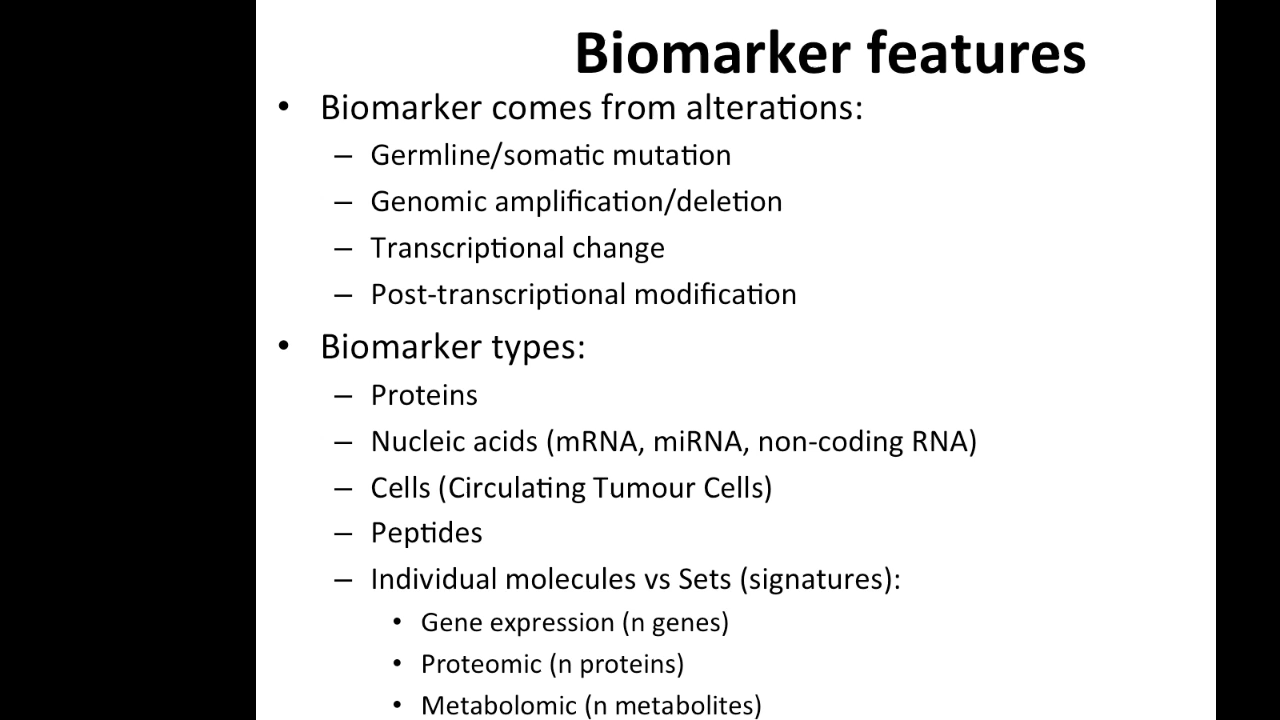 Biomarker features
• Biomarker comes from alterations:
– Germline/somatic mutation
– Genomic amplification/deletion
– Transcriptional change
– Post-transcriptional modification
• Biomarker types:
– Proteins
– Nucleic acids (mRNA, miRNA, non-coding RNA)
– Cells (Circulating Tumour Cells)
– Peptides
– Individual molecules vs Sets (signatures):
• Gene expression (n genes)
• Proteomic (n proteins)
• Metabolomic (n metabolites)